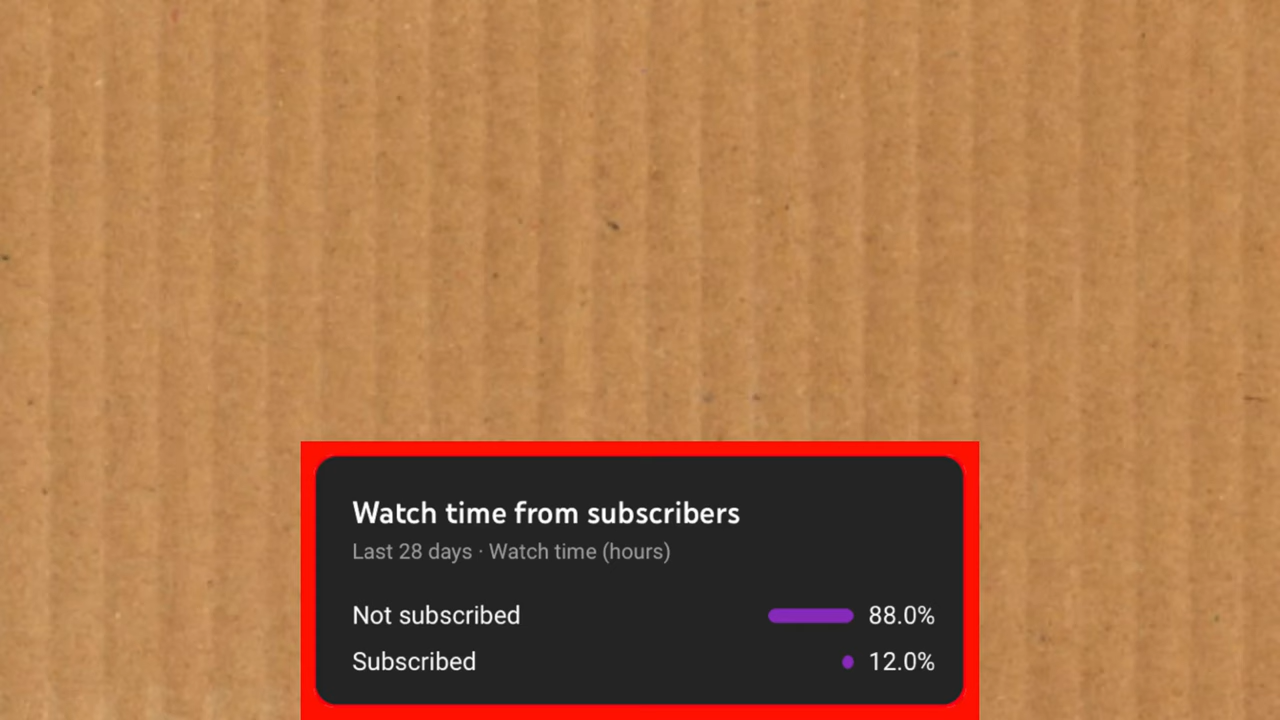 Watch time from subscribers
Last 28 days · Watch time (hours)
Not subscribed 88.0%
Subscribed 12.0%